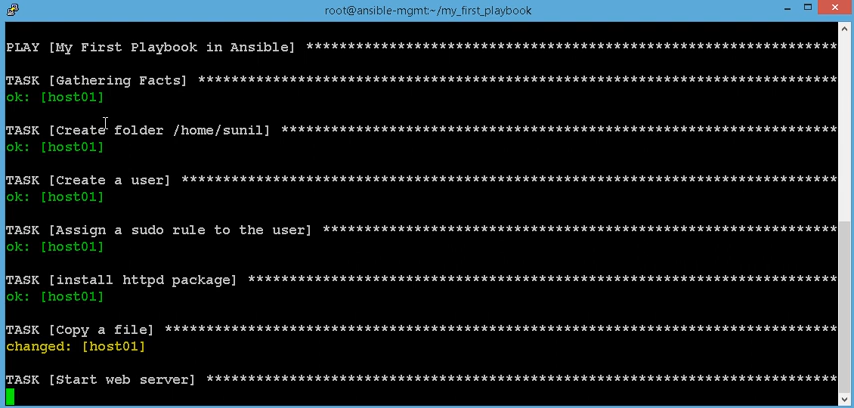 root@ansible-mgmt:~/my_first_playbook
PLAY [My First Playbook in Ansible] ****************************************************************
TASK [Gathering Facts] *****************************************************************************
ok: [host01]
TASK [Create folder /home/sunil] *******************************************************************
ok: [host01]
TASK [Create a user] *******************************************************************************
ok: [host01]
TASK [Assign a sudo rule to the user] **************************************************************
ok: [host01]
TASK [install httpd package] ***********************************************************************
ok: [host01]
TASK [Copy a file] *********************************************************************************
changed: [host01]
TASK [Start web server] ****************************************************************************